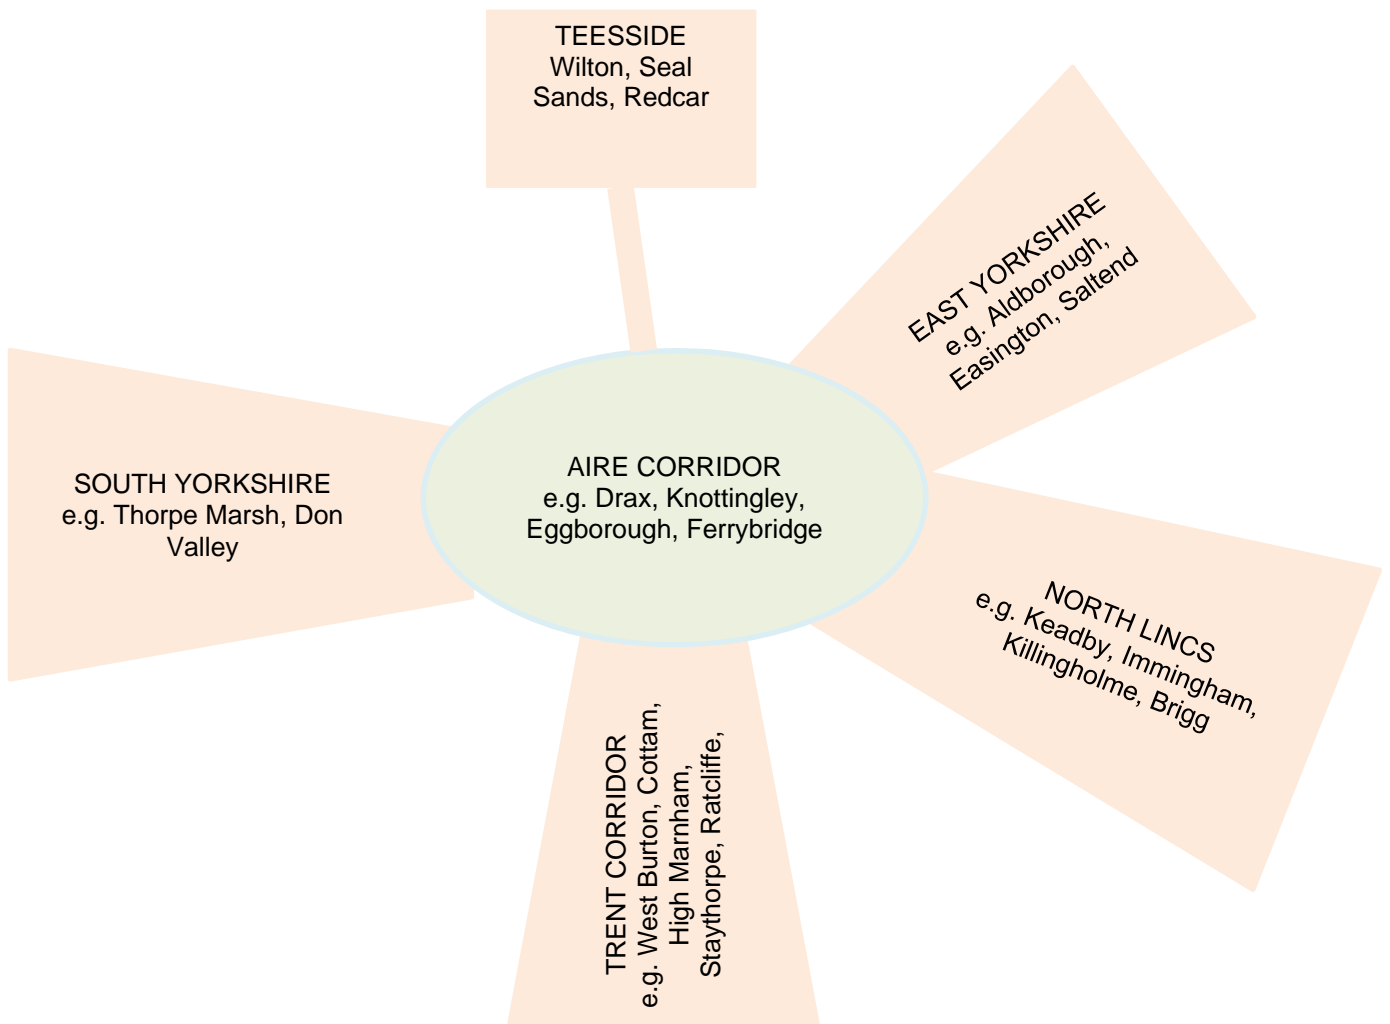 TEESSIDE
Wilton, Seal
Sands, Redcar
EAST YORKSHIRE
e.g. Aldborough,
Easington, Saltend
SOUTH YORKSHIRE
e.g. Thorpe Marsh, Don
Valley
AIRE CORRIDOR
e.g. Drax, Knottingley,
Eggborough, Ferrybridge
NORTH LINCS
e.g. Keadby, Immingham,
Killingholme, Brigg
TRENT CORRIDOR
e.g. West Burton, Cottam,
High Marnham,
Staythorpe, Ratcliffe,